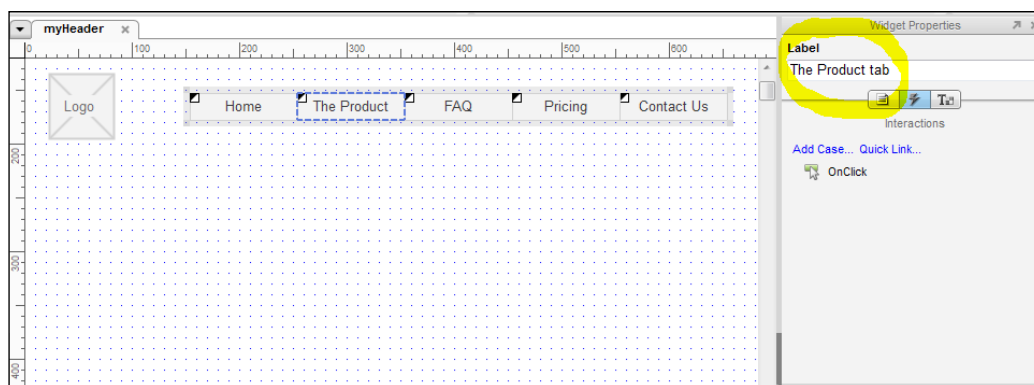 myHeader
Widget Properties
0 100 200 300 400 500 600
Label
The Product tab
Logo
Home The Product FAQ Pricing Contact Us
Interactions
Add Case... Quick Link...
OnClick
200
300
400